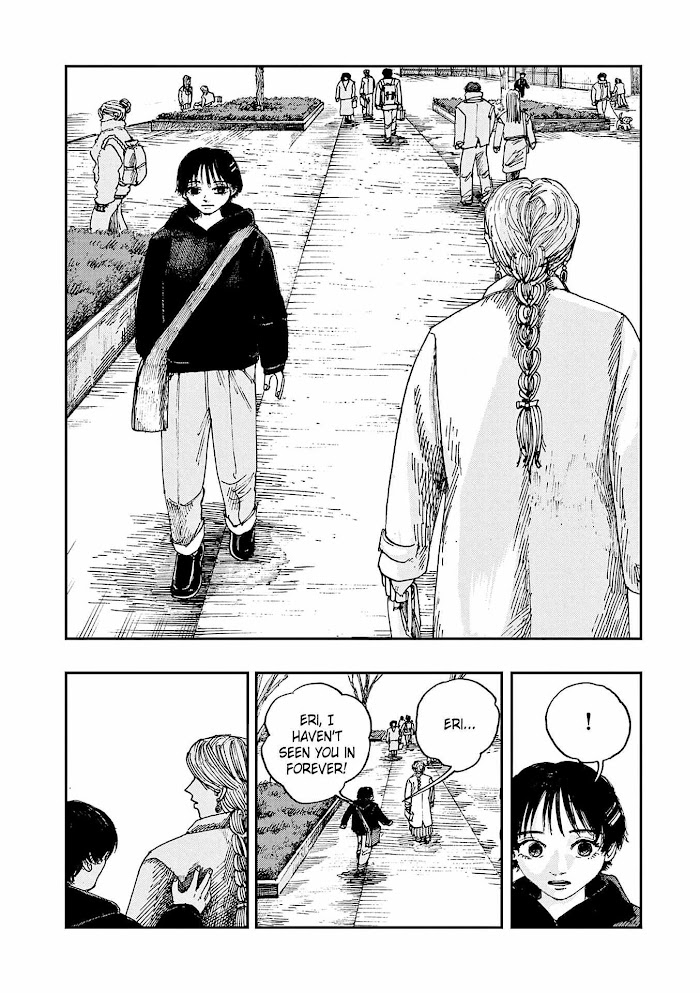 !
ERI...
ERI, I
HAVEN'T
SEEN YOU IN
FOREVER!